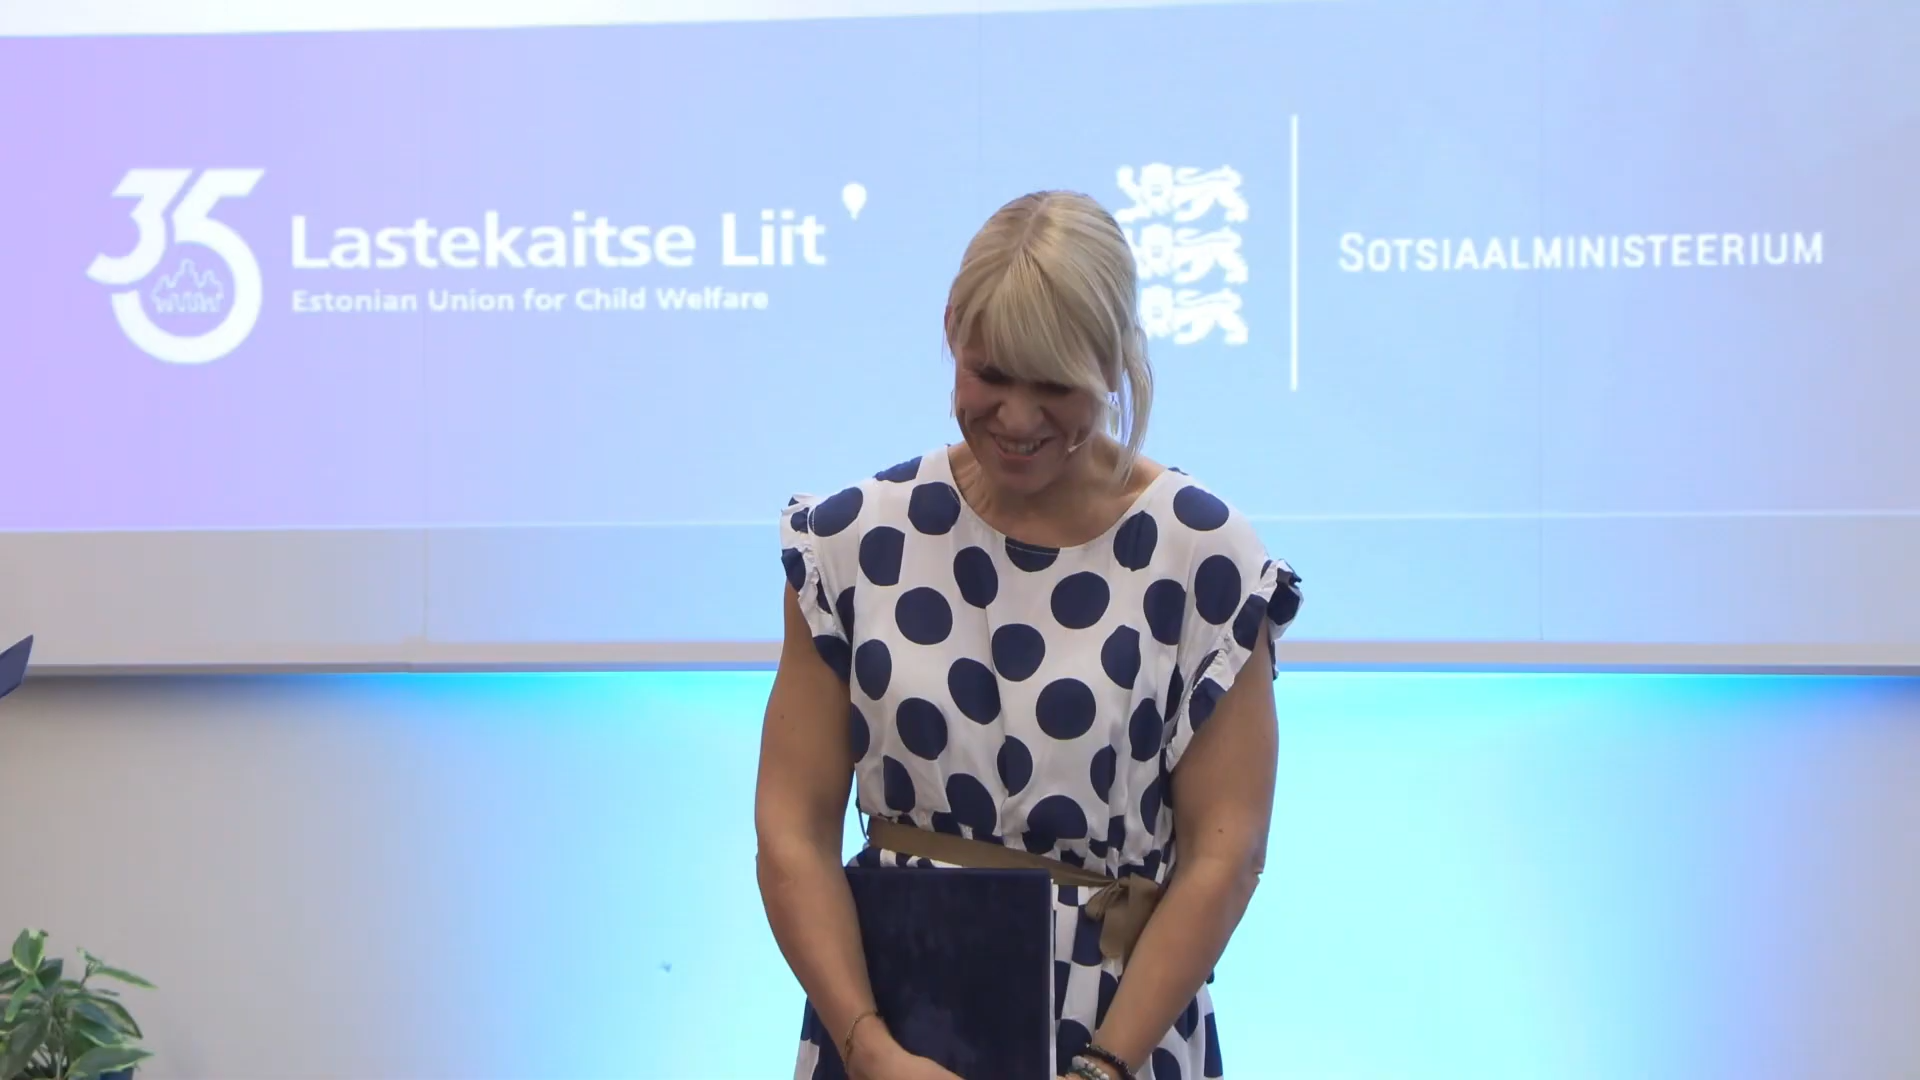 35
Lastekaitse Liit
Estonian Union for Child Welfare
SOTSIAALMINISTEERIUM